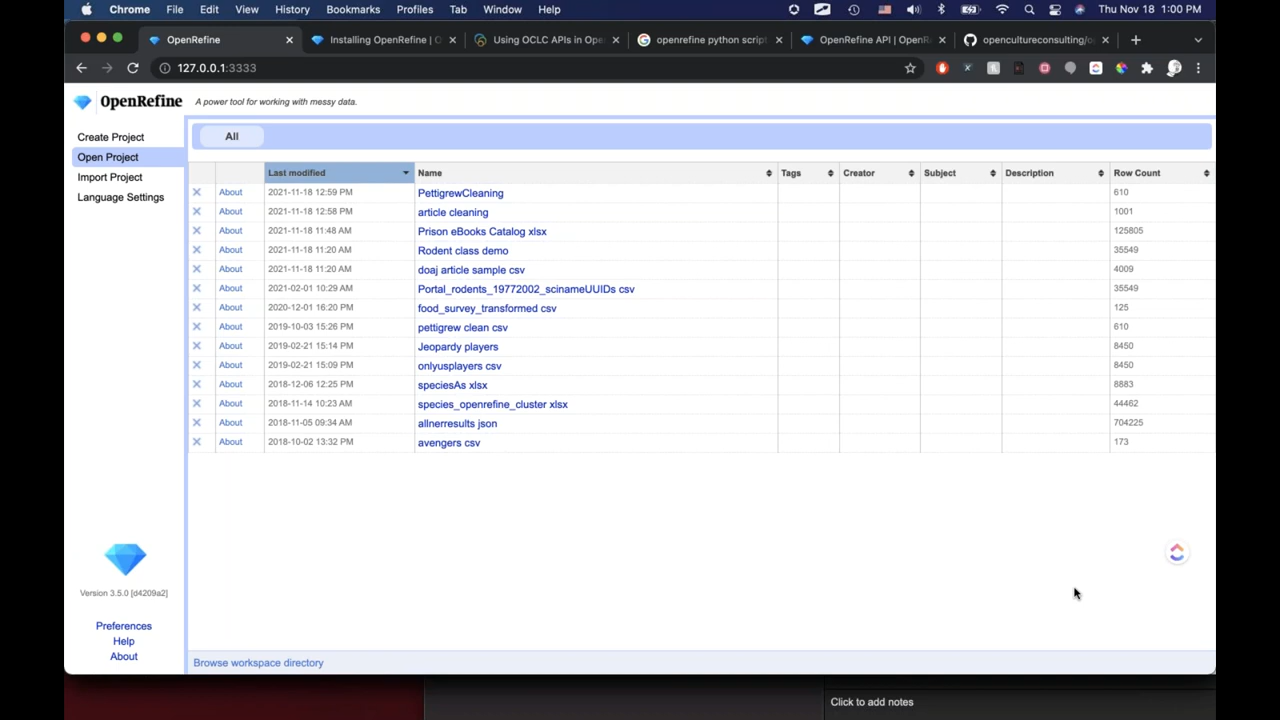 Chrome File Edit View History Bookmarks Profiles Tab Window Help Thu Nov 18 1:00 PM
OpenRefine Installing OpenRefine | O Using OCLC APIs in Ope openrefine python script OpenRefine API | OpenR opencultureconsulting/o
127.0.0.1:3333
OpenRefine A power tool for working with messy data.
Create Project
Open Project
Import Project
Language Settings
All
Last modified Name Tags Creator Subject Description Row Count
About 2021-11-18 12:59 PM PettigrewCleaning 610
About 2021-11-18 12:58 PM article cleaning 1001
About 2021-11-18 11:48 AM Prison eBooks Catalog xlsx 125805
About 2021-11-18 11:20 AM Rodent class demo 35549
About 2021-11-18 11:20 AM doaj article sample csv 4009
About 2021-02-01 10:29 AM Portal_rodents_19772002_scinameUUIDs csv 35549
About 2020-12-01 16:20 PM food_survey_transformed csv 125
About 2019-10-03 15:26 PM pettigrew clean csv 610
About 2019-02-21 15:14 PM Jeopardy players 8450
About 2019-02-21 15:09 PM onlyusplayers csv 8450
About 2018-12-06 12:25 PM speciesAs xlsx 8883
About 2018-11-14 10:23 AM species_openrefine_cluster xlsx 44462
About 2018-11-05 09:34 AM allnerresults json 704225
About 2018-10-02 13:32 PM avengers csv 173
Version 3.5.0 [d4209a2]
Preferences
Help
About
Browse workspace directory
Click to add notes